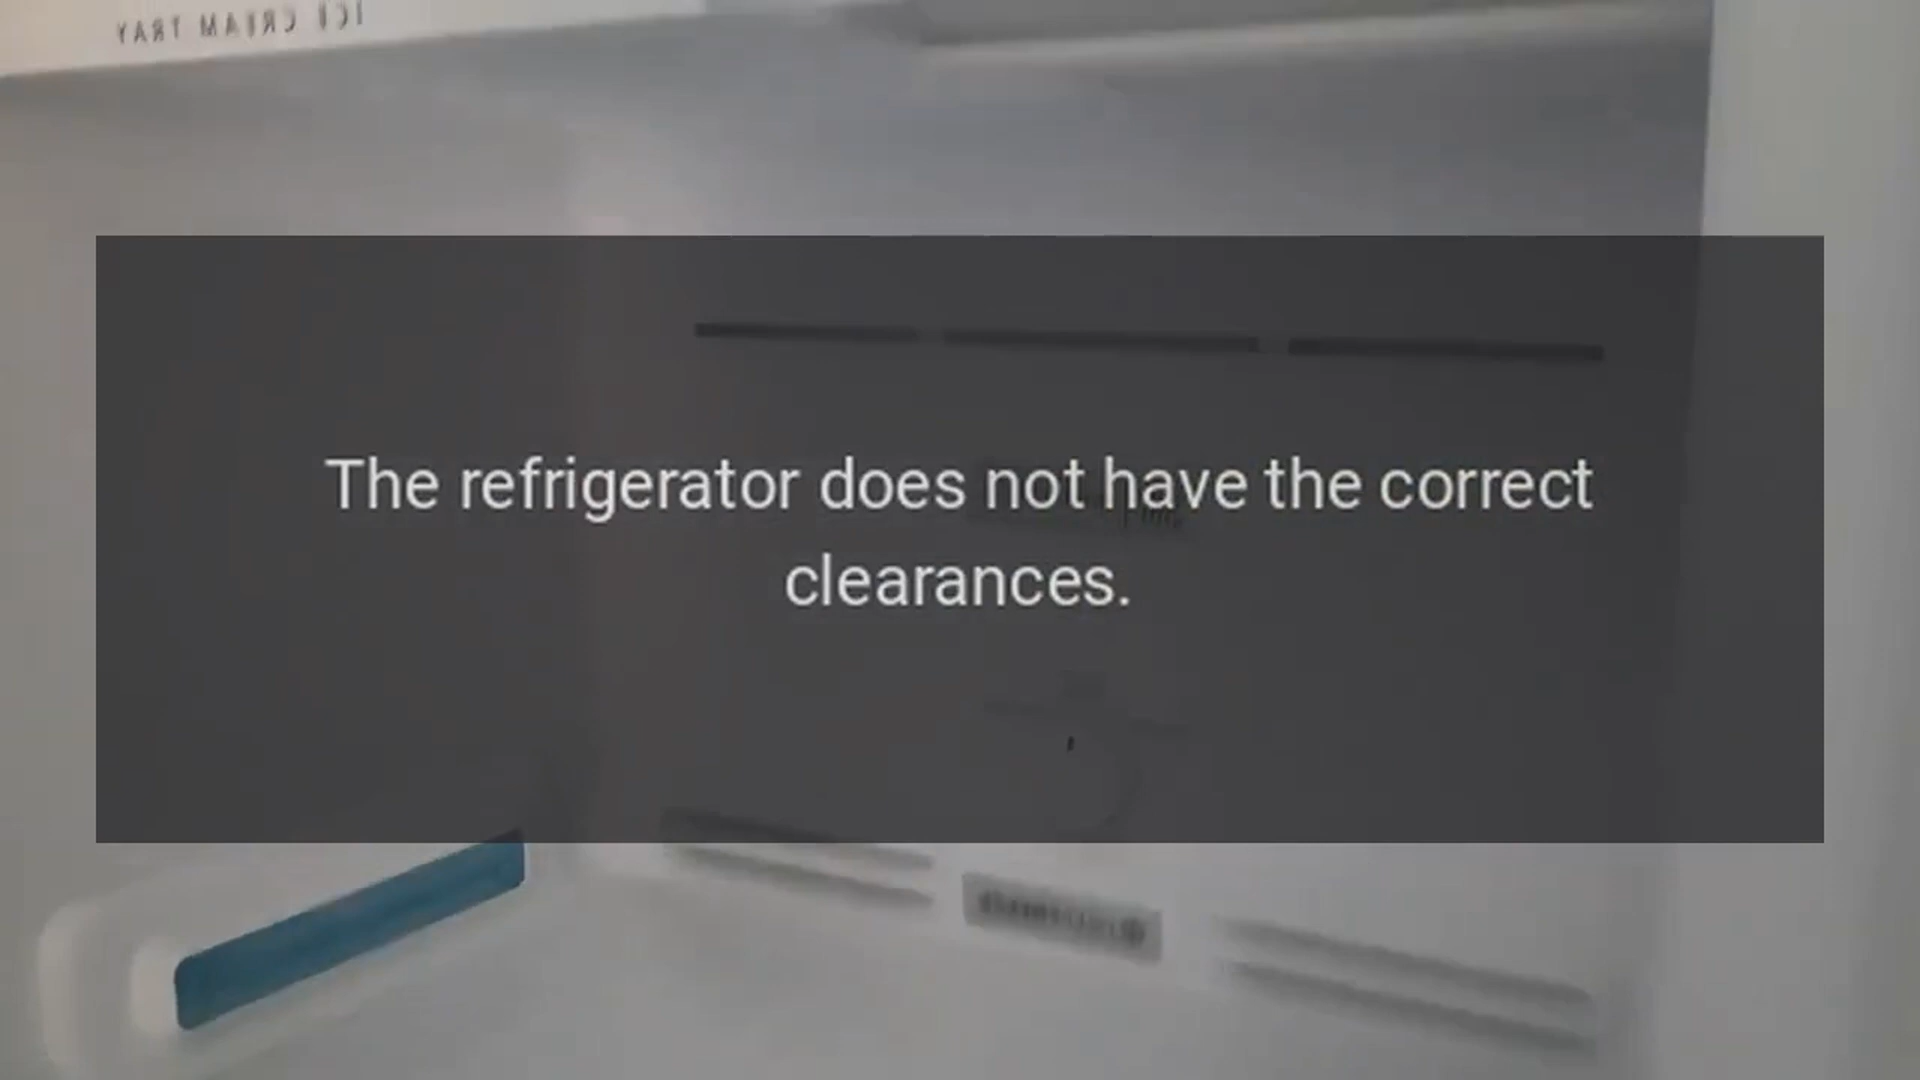 ICE CREAM TRAY
The refrigerator does not have the correct
clearances.